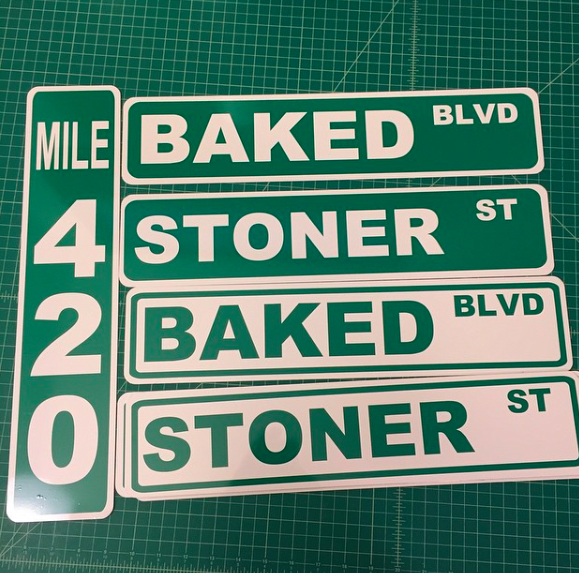 MILE
4
2
0
BAKED BLVD
STONER ST
BAKED BLVD
STONER ST